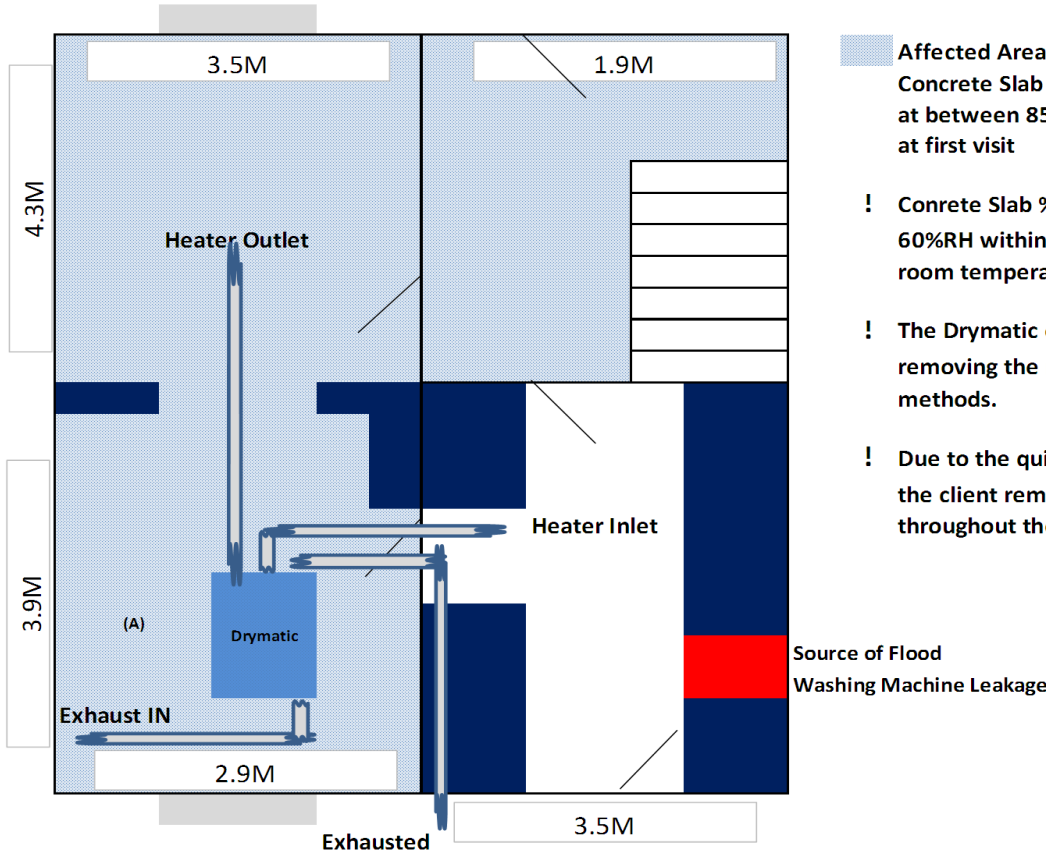 3.5M
1.9M
4.3M
Heater Outlet
Heater Inlet
3.9M
(A)
Drymatic
Exhaust IN
2.9M
Exhausted
3.5M
Source of Flood
Washing Machine Leakage
Affected Area
Concrete Slab
at between 85
at first visit
! Conrete Slab %
60%RH within
room tempera
! The Drymatic
removing the
methods.
! Due to the qui
the client rem
throughout the